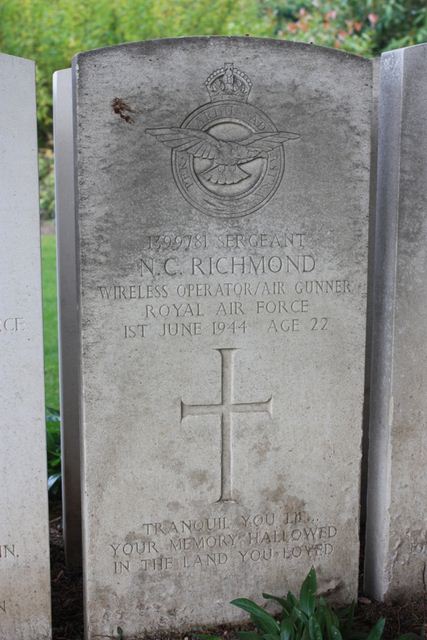 1399781 SERGEANT
N.C. RICHMOND
WIRELESS OPERATOR/AIR GUNNER
ROYAL AIR FORCE
1ST JUNE 1944 AGE 22
TRANQUIL YOU LIE...
YOUR MEMORY HALLOWED
IN THE LAND YOU LOVED